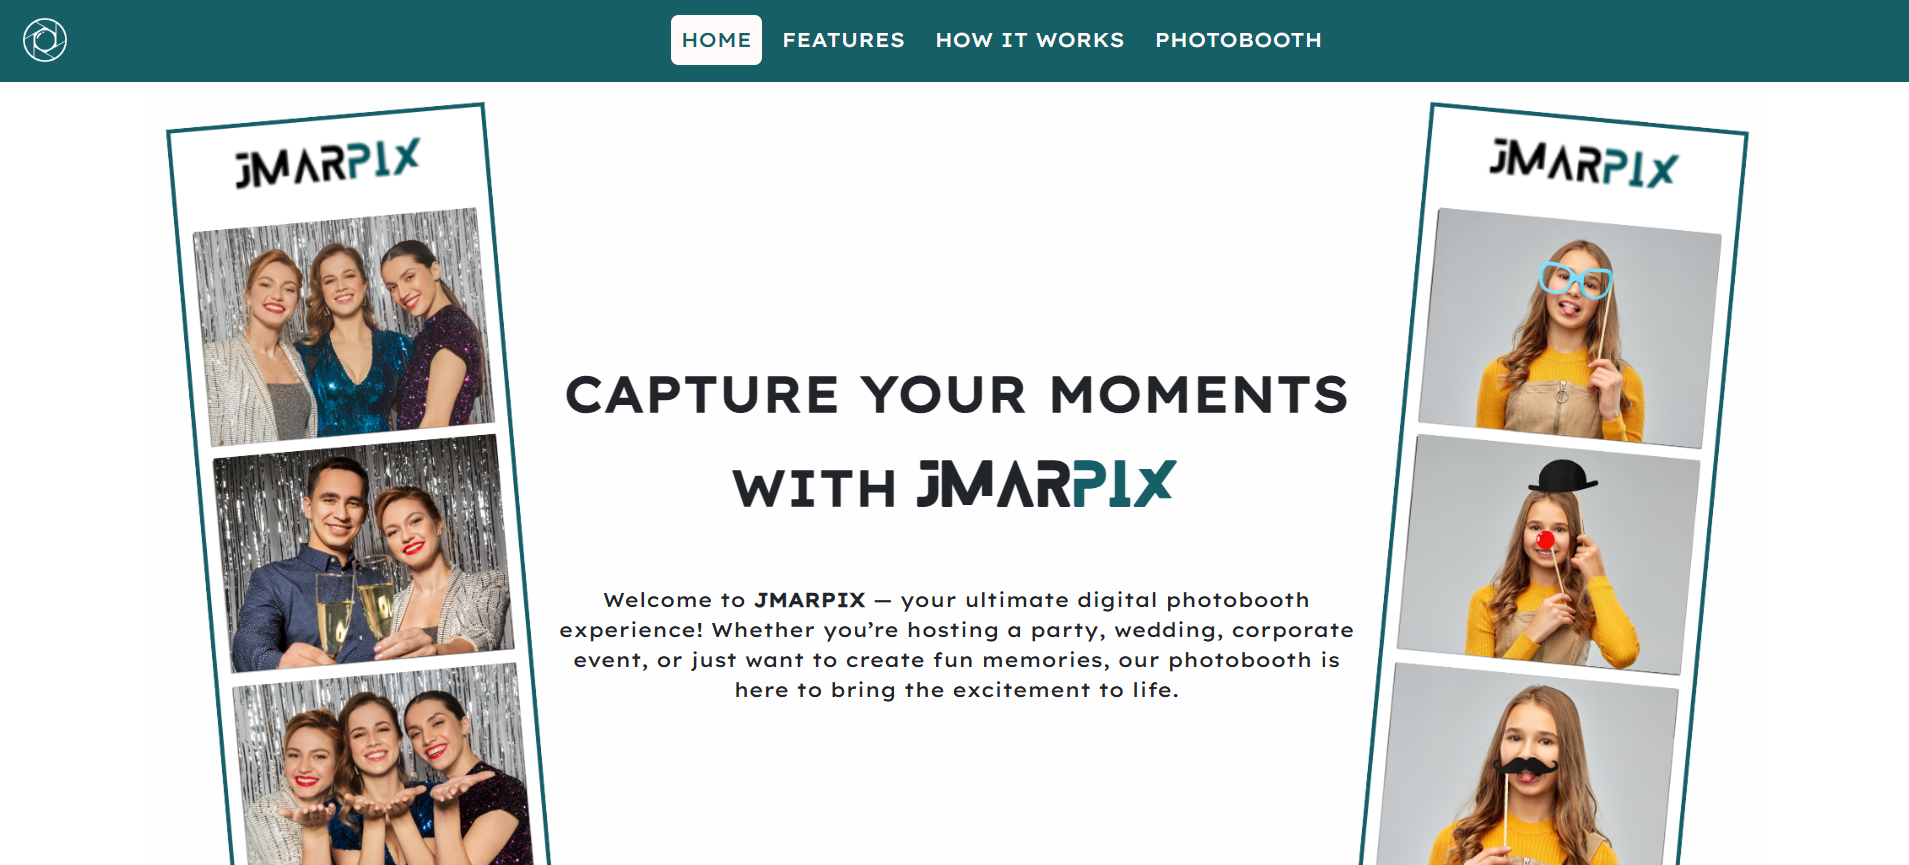 HOME FEATURES HOW IT WORKS PHOTOBOOTH
JMARPIX
JMARPIX
CAPTURE YOUR MOMENTS
WITH JMARPIX
Welcome to JMARPIX — your ultimate digital photobooth
experience! Whether you’re hosting a party, wedding, corporate
event, or just want to create fun memories, our photobooth is
here to bring the excitement to life.